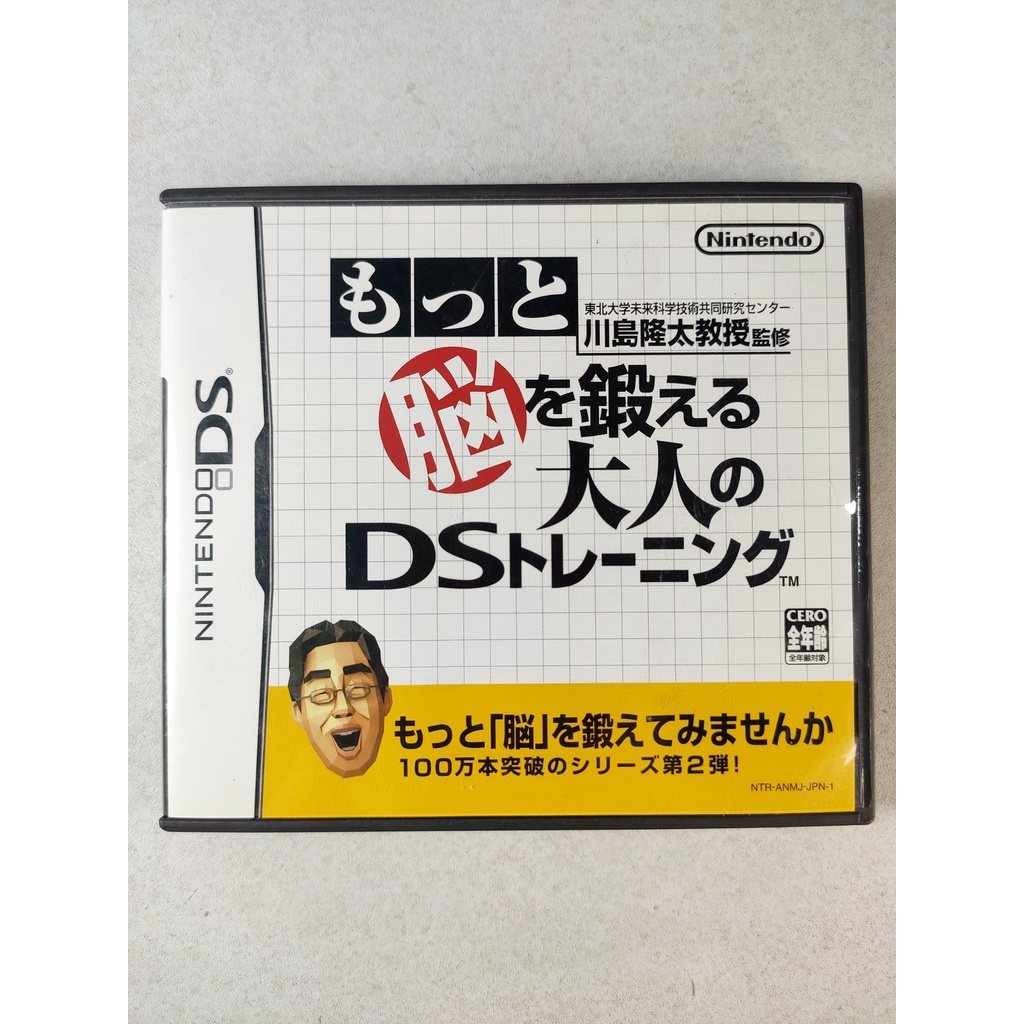 Nintendo®
もっと
東北大学未来科学技術共同研究センター
川島隆太教授監修
脳を鍛える
大人の
DSトレーニング™
NINTENDO DS®
CERO
全年齢
全年齢対象
もっと「脳」を鍛えてみませんか
100万本突破のシリーズ第2弾!
NTR-ANMJ-JPN-1